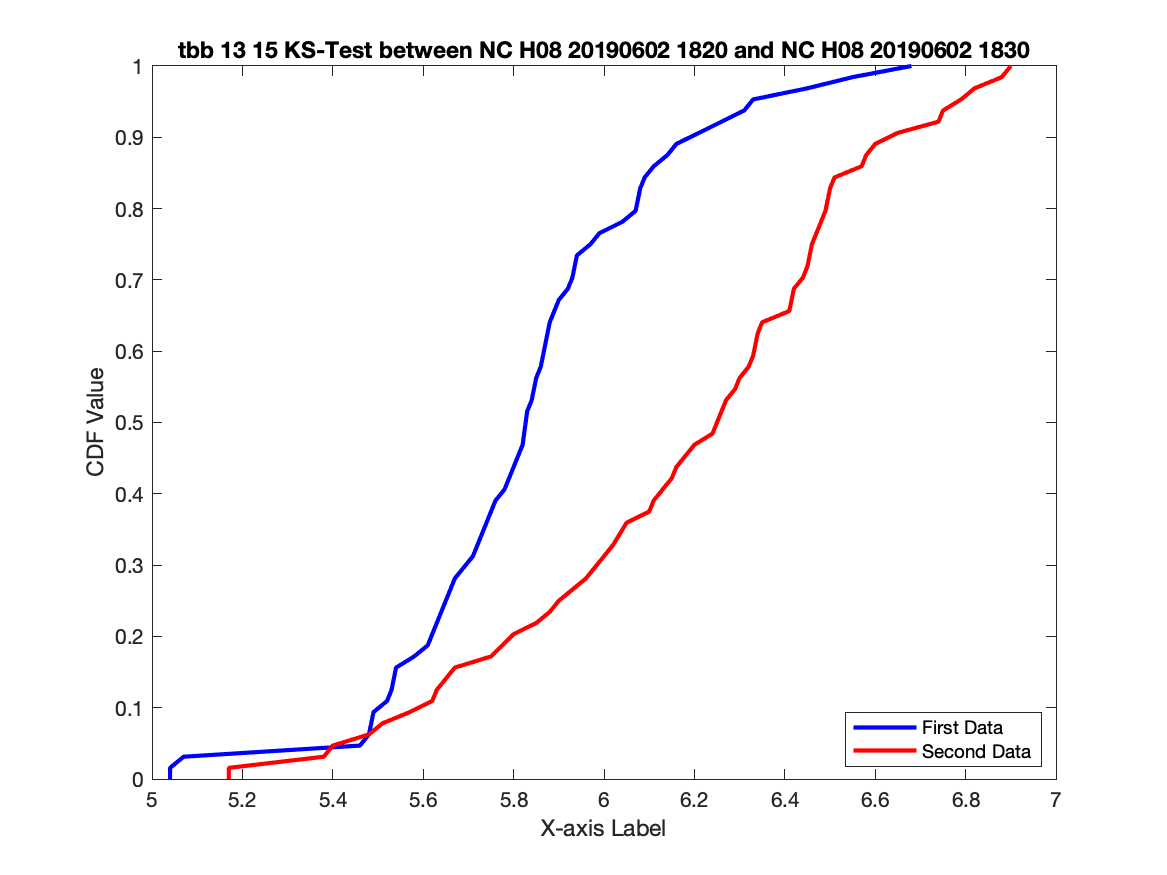 tbb 13 15 KS-Test between NC H08 20190602 1820 and NC H08 20190602 1830
1
0.9
0.8
0.7
0.6
0.5
0.4
0.3
0.2
0.1
0
CDF Value
First Data
Second Data
5 5.2 5.4 5.6 5.8 6 6.2 6.4 6.6 6.8 7
X-axis Label